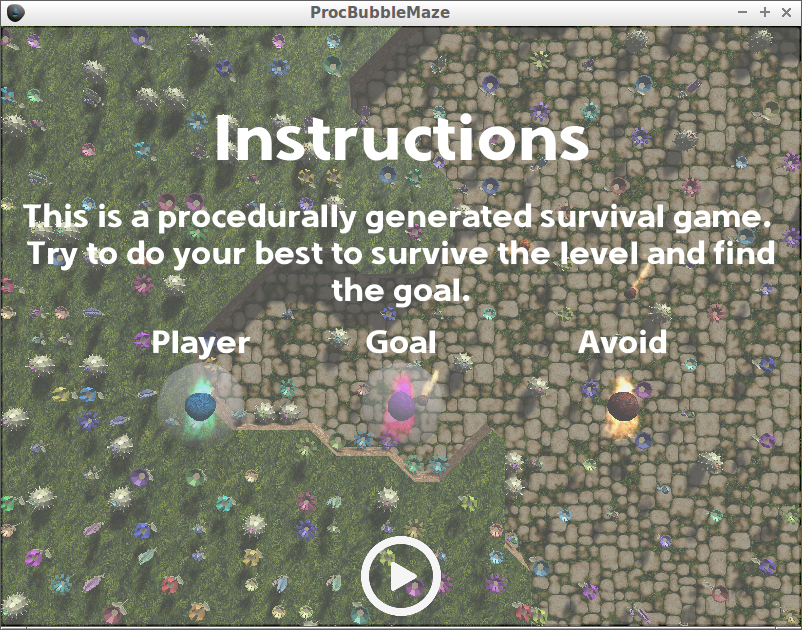 ProcBubbleMaze
Instructions
This is a procedurally generated survival game.
Try to do your best to survive the level and find
the goal.
Player Goal Avoid